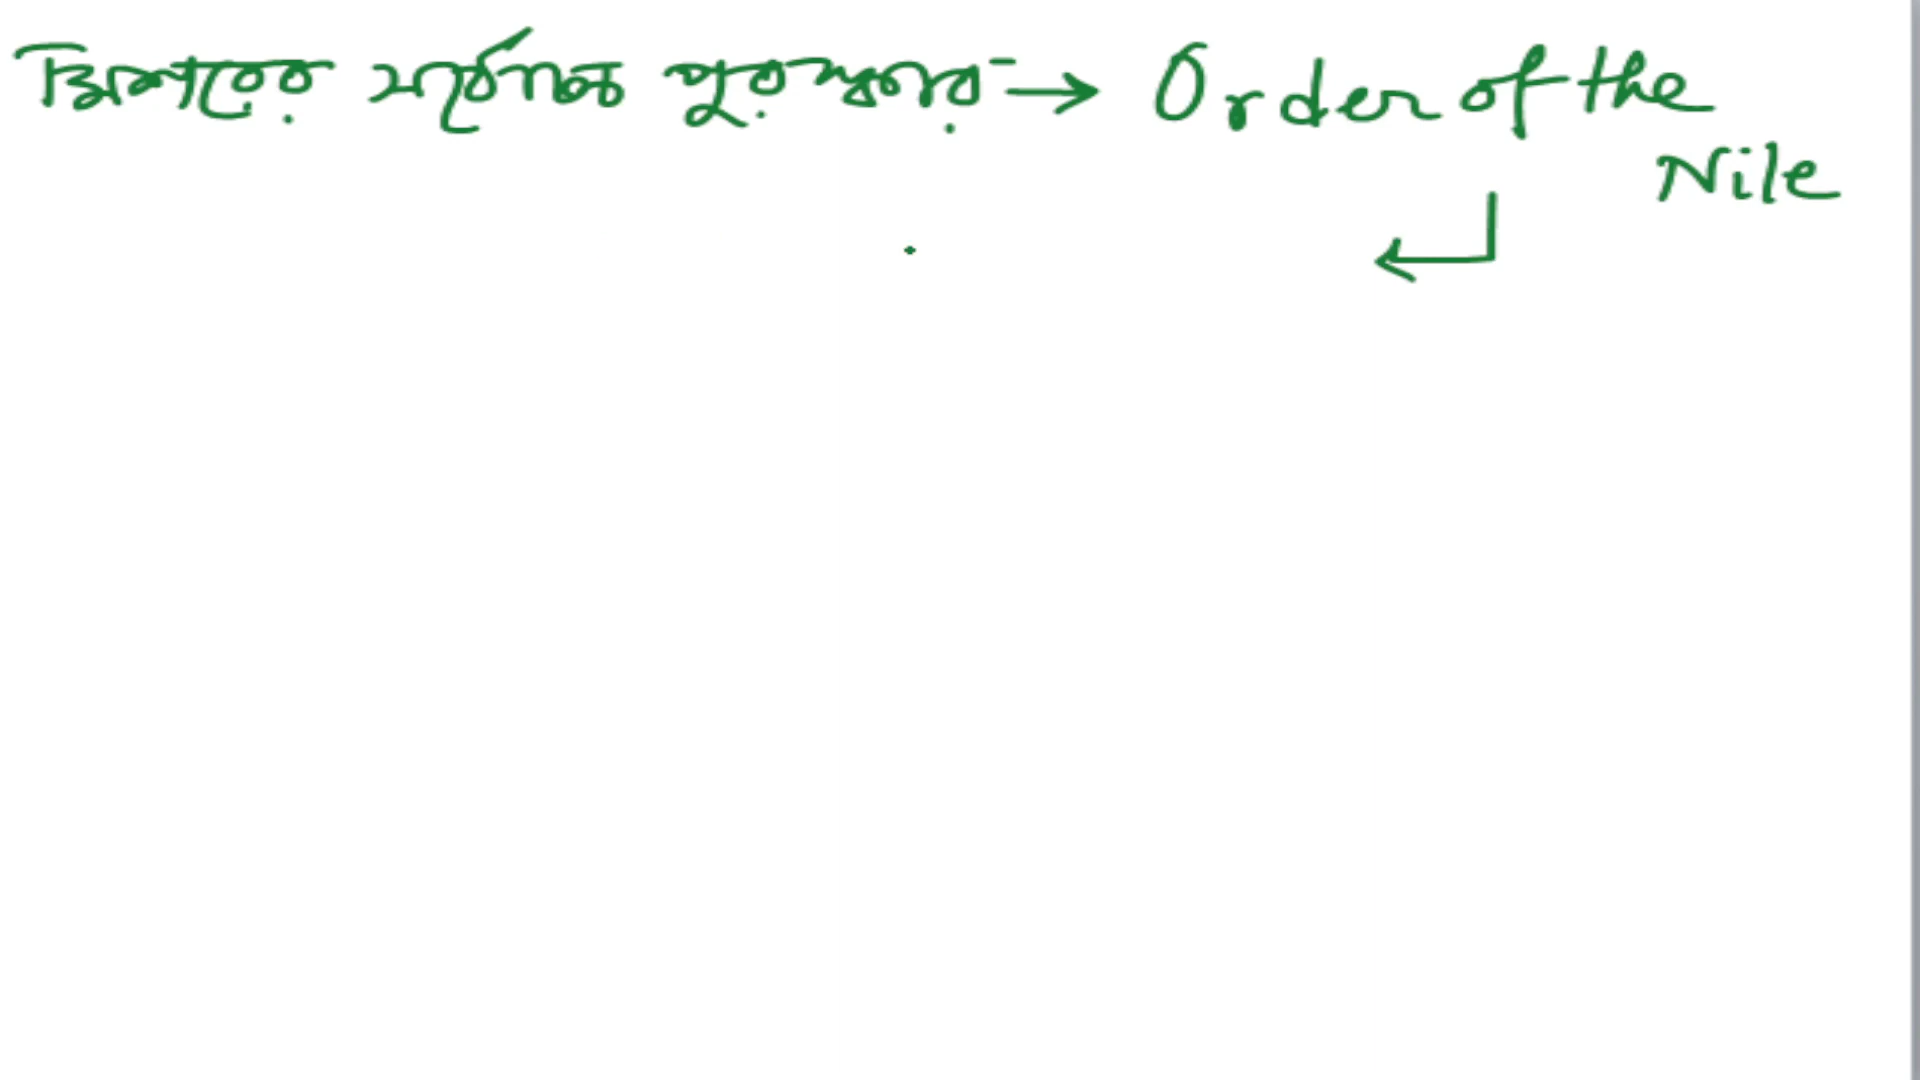 মিশরের সর্বোচ্চ পুরস্কার → Order of the
Nile